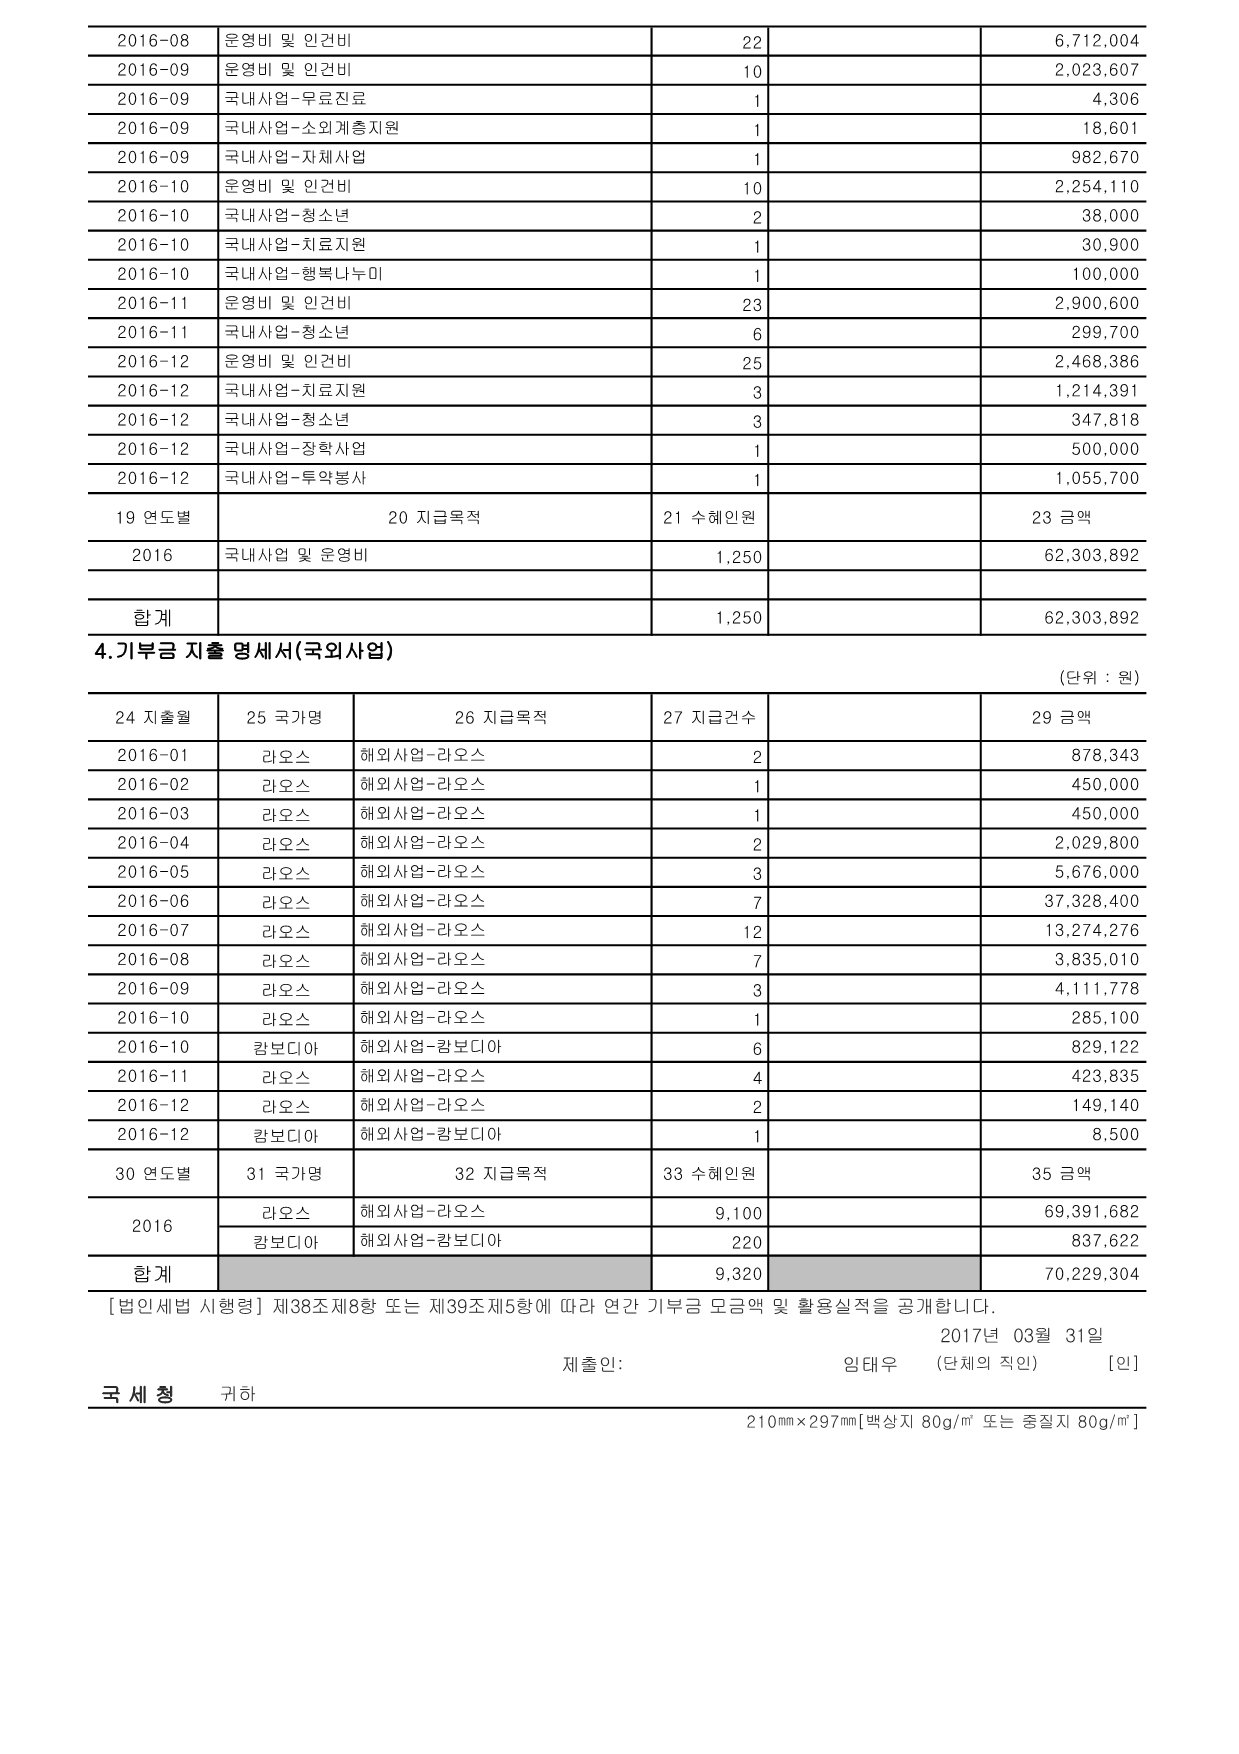 2016-08 운영비 및 인건비 22 6,712,004
2016-09 운영비 및 인건비 10 2,023,607
2016-09 국내사업-무료진료 1 4,306
2016-09 국내사업-소외계층지원 1 18,601
2016-09 국내사업-자체사업 1 982,670
2016-10 운영비 및 인건비 10 2,254,110
2016-10 국내사업-청소년 2 38,000
2016-10 국내사업-치료지원 1 30,900
2016-10 국내사업-행복나누미 1 100,000
2016-11 운영비 및 인건비 23 2,900,600
2016-11 국내사업-청소년 6 299,700
2016-12 운영비 및 인건비 25 2,468,386
2016-12 국내사업-치료지원 3 1,214,391
2016-12 국내사업-청소년 3 347,818
2016-12 국내사업-장학사업 1 500,000
2016-12 국내사업-투약봉사 1 1,055,700
19 연도별 20 지급목적 21 수혜인원 23 금액
2016 국내사업 및 운영비 1,250 62,303,892
합계 1,250 62,303,892
4.기부금 지출 명세서(국외사업)
(단위 : 원)
24 지출월 25 국가명 26 지급목적 27 지급건수 29 금액
2016-01 라오스 해외사업-라오스 2 878,343
2016-02 라오스 해외사업-라오스 1 450,000
2016-03 라오스 해외사업-라오스 1 450,000
2016-04 라오스 해외사업-라오스 2 2,029,800
2016-05 라오스 해외사업-라오스 3 5,676,000
2016-06 라오스 해외사업-라오스 7 37,328,400
2016-07 라오스 해외사업-라오스 12 13,274,276
2016-08 라오스 해외사업-라오스 7 3,835,010
2016-09 라오스 해외사업-라오스 3 4,111,778
2016-10 라오스 해외사업-라오스 1 285,100
2016-10 캄보디아 해외사업-캄보디아 6 829,122
2016-11 라오스 해외사업-라오스 4 423,835
2016-12 라오스 해외사업-라오스 2 149,140
2016-12 캄보디아 해외사업-캄보디아 1 8,500
30 연도별 31 국가명 32 지급목적 33 수혜인원 35 금액
2016 라오스 해외사업-라오스 9,100 69,391,682
캄보디아 해외사업-캄보디아 220 837,622
합계 9,320 70,229,304
[법인세법 시행령] 제38조제8항 또는 제39조제5항에 따라 연간 기부금 모금액 및 활용실적을 공개합니다.
2017년 03월 31일
제출인: 임태우 (단체의 직인) [인]
국 세 청 귀하
210㎜×297㎜[백상지 80g/㎡ 또는 중질지 80g/㎡]